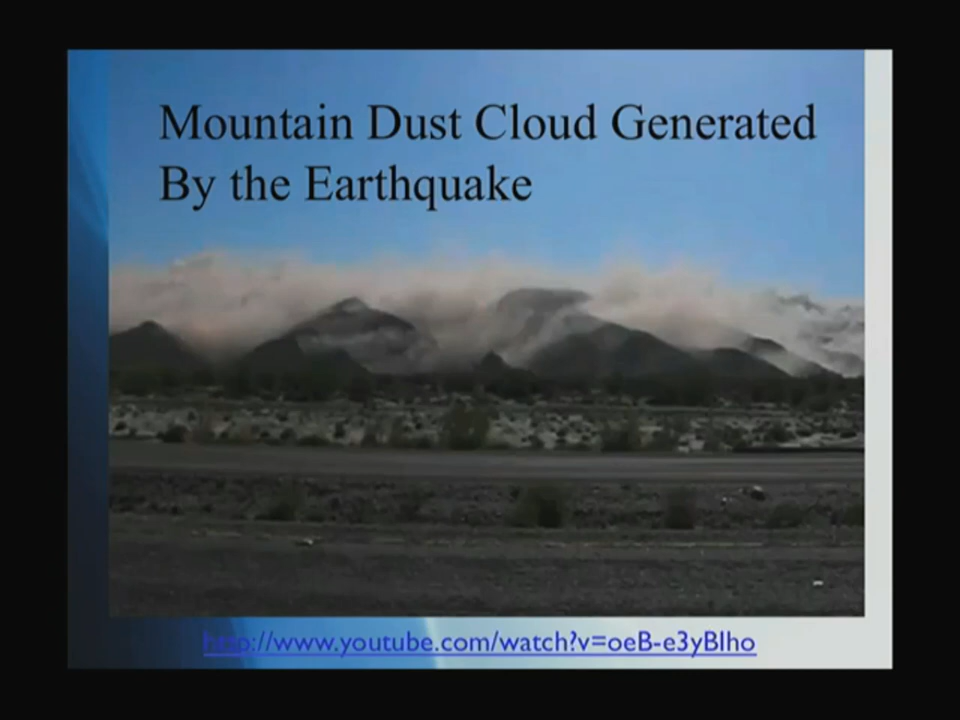 Mountain Dust Cloud Generated
By the Earthquake
http://www.youtube.com/watch?v=oeB-e3yBlho